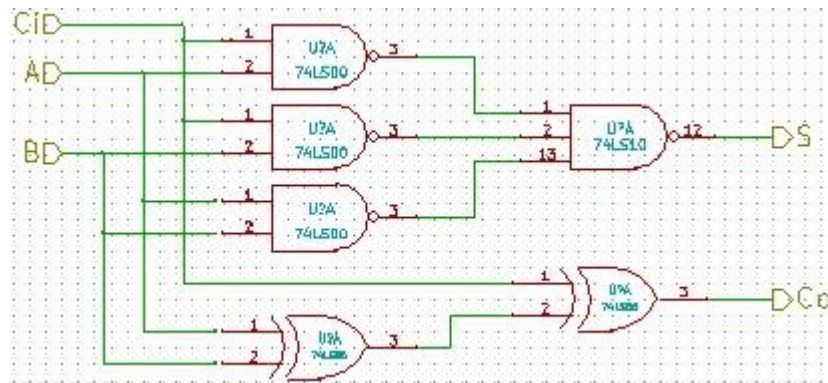 Ci
1 U?A 3
A 2 74LS00
1 U?A 1 U?A
B 2 74LS00 3 2 74LS10 12 S
13
1 U?A 3
2 74LS00
1 U?A 3 Co
2
1 U?A 3
2